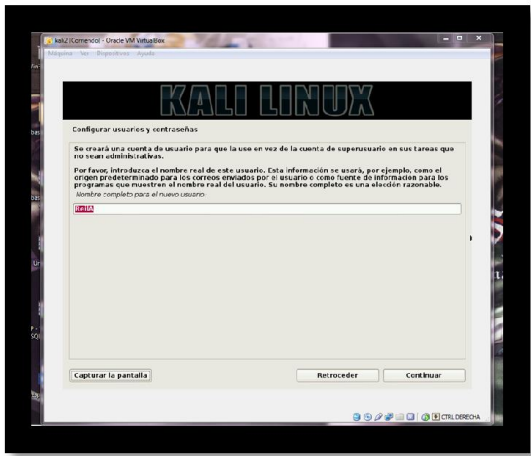 kali2 [Corriendo] - Oracle VM VirtualBox
Máquina Ver Dispositivos Ayuda
KALI LINUX
Configurar usuarios y contraseñas
Se creará una cuenta de usuario para que la use en vez de la cuenta de superusuario en sus tareas que
no sean administrativas.
Por favor, introduzca el nombre real de este usuario. Esta información se usará, por ejemplo, como el
origen predeterminado para los correos enviados por el usuario o como fuente de información para los
programas que muestren el nombre real del usuario. Su nombre completo es una elección razonable.
Nombre completo para el nuevo usuario:
Capturar la pantalla
Retroceder
Continuar
CTRL DERECHA